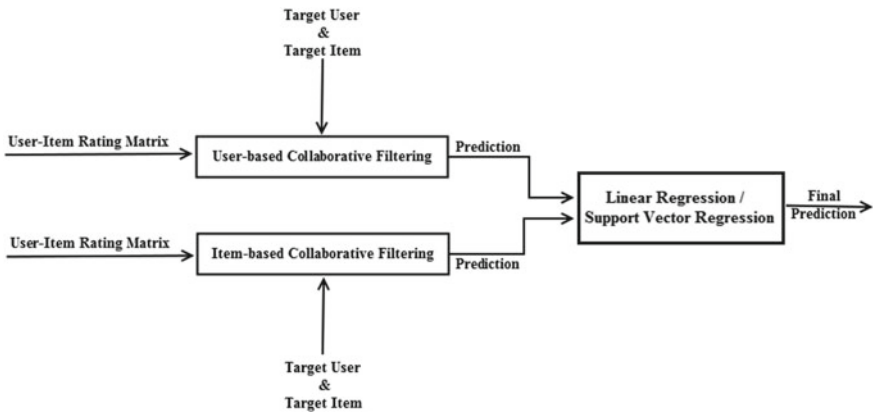 Target User
&
Target Item
User-Item Rating Matrix
User-based Collaborative Filtering
Prediction
Linear Regression /
Support Vector Regression
Final
Prediction
User-Item Rating Matrix
Item-based Collaborative Filtering
Prediction
Target User
&
Target Item